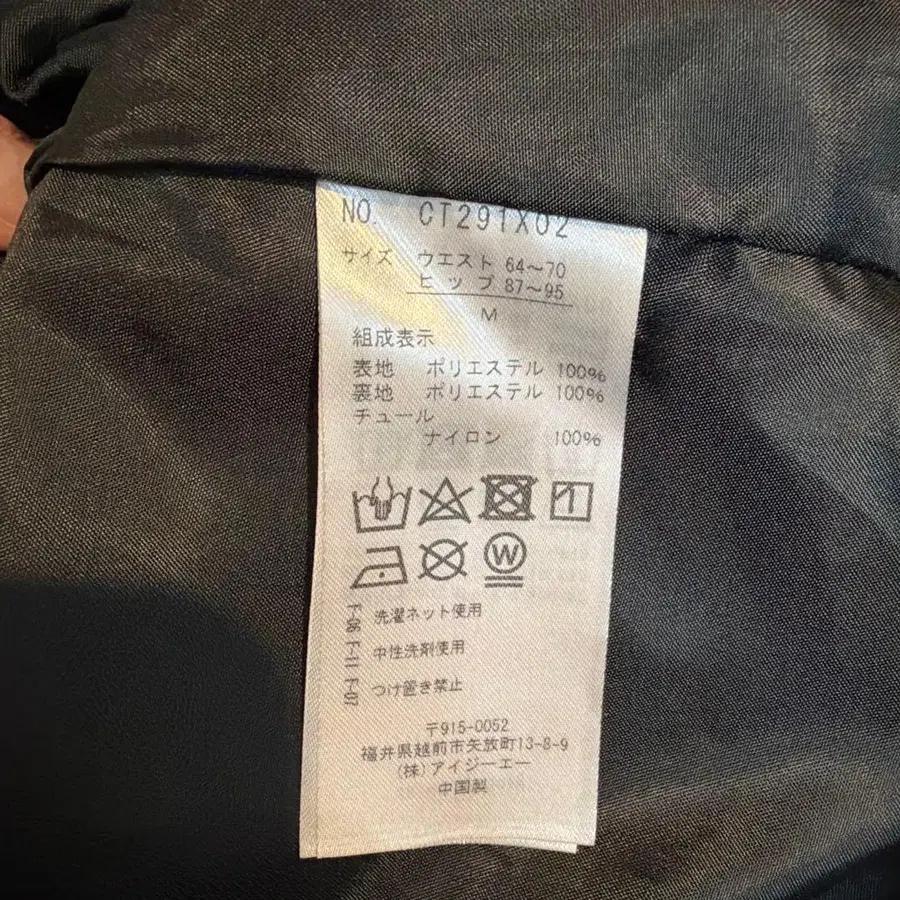 NO. CT291X02
サイズ ウエスト 64～70
ヒップ 87～95
M
組成表示
表地 ポリエステル 100%
裏地 ポリエステル 100%
チュール
ナイロン 100%
W
F-06 洗濯ネット使用
F-11 中性洗剤使用
F-07 つけ置き禁止
〒915-0052
福井県越前市矢放町13-8-9
(株)アイジーエー
中国製